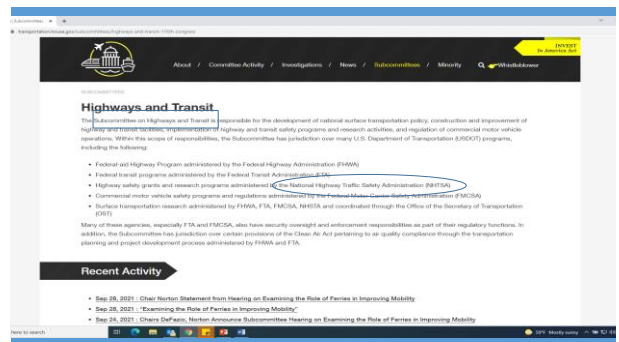 transportation.house.gov/subcommittees/highways-and-transit-117th-congress
INVEST
In America Act
About / Committee Activity / Investigations / News / Subcommittees / Minority Whistleblower
SUBCOMMITTEES
Highways and Transit
The Subcommittee on Highways and Transit is responsible for the development of national surface transportation policy, construction and improvement of
highway and transit facilities, implementation of highway and transit safety programs and research activities, and regulation of commercial motor vehicle
operations. Within this scope of responsibilities, the Subcommittee has jurisdiction over many U.S. Department of Transportation (USDOT) programs,
including the following:
• Federal-aid Highway Program administered by the Federal Highway Administration (FHWA)
• Federal transit programs administered by the Federal Transit Administration (FTA)
• Highway safety grants and research programs administered by the National Highway Traffic Safety Administration (NHTSA)
• Commercial motor vehicle safety programs and regulations administered by the Federal Motor Carrier Safety Administration (FMCSA)
• Surface transportation research administered by FHWA, FTA, FMCSA, NHSTA and coordinated through the Office of the Secretary of Transportation
(OST)
Many of these agencies, especially FTA and FMCSA, also have security oversight and enforcement responsibilities as part of their regulatory functions. In
addition, the Subcommittee has jurisdiction over certain provisions of the Clean Air Act pertaining to air quality compliance through the transportation
planning and project development process administered by FHWA and FTA.
Recent Activity
• Sep 28, 2021 : Chair Norton Statement from Hearing on Examining the Role of Ferries in Improving Mobility
• Sep 28, 2021 : "Examining the Role of Ferries in Improving Mobility"
• Sep 24, 2021 : Chairs DeFazio, Norton Announce Subcommittee Hearing on Examining the Role of Ferries in Improving Mobility
here to search
Mostly sunny